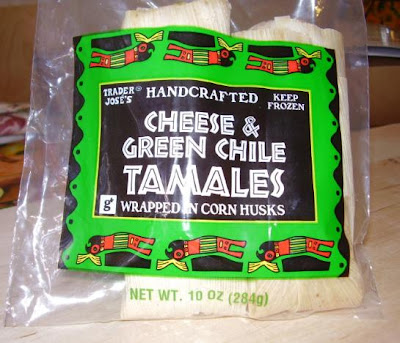 TRADER JOE'S HANDCRAFTED KEEP FROZEN
CHEESE &
GREEN CHILE
TAMALES
g WRAPPED IN CORN HUSKS
NET WT. 10 OZ (284g)